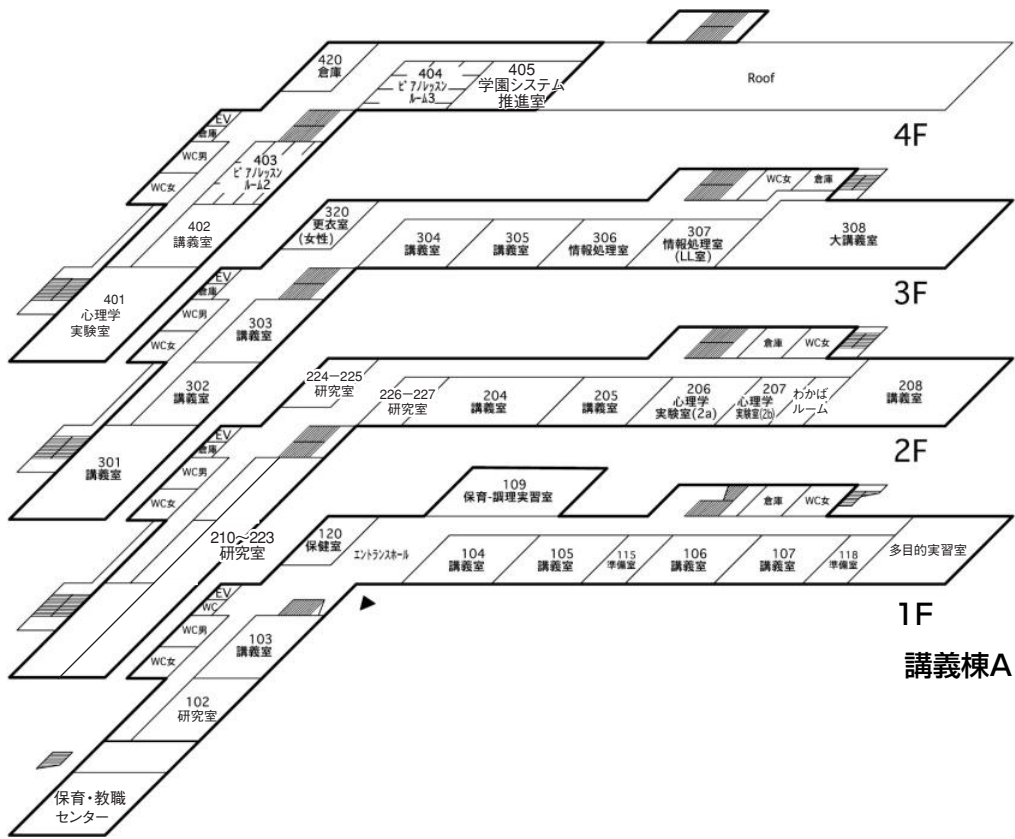 420
倉庫
404
ピアノレッスン
ルーム3
405
学園システム
推進室
Roof
EV
倉庫
WC男
WC女
403
ピアノレッスン
ルーム2
402
講義室
401
心理学
実験室
4F
320
更衣室
(女性)
304
講義室
305
講義室
306
情報処理室
307
情報処理室
(LL室)
WC女
倉庫
308
大講義室
EV
倉庫
WC男
WC女
303
講義室
302
講義室
301
講義室
3F
224−225
研究室
226−227
研究室
204
講義室
205
講義室
206
心理学
実験室(2a)
207
心理学
実験室(2b)
わかば
ルーム
倉庫
WC女
208
講義室
EV
倉庫
WC男
WC女
210〜223
研究室
2F
109
保育-調理実習室
120
保健室
エントランスホール
104
講義室
105
講義室
115
準備室
106
講義室
107
講義室
118
準備室
倉庫
WC女
多目的実習室
EV
WC
WC男
WC女
103
講義室
102
研究室
保育・教職
センター
1F
講義棟A